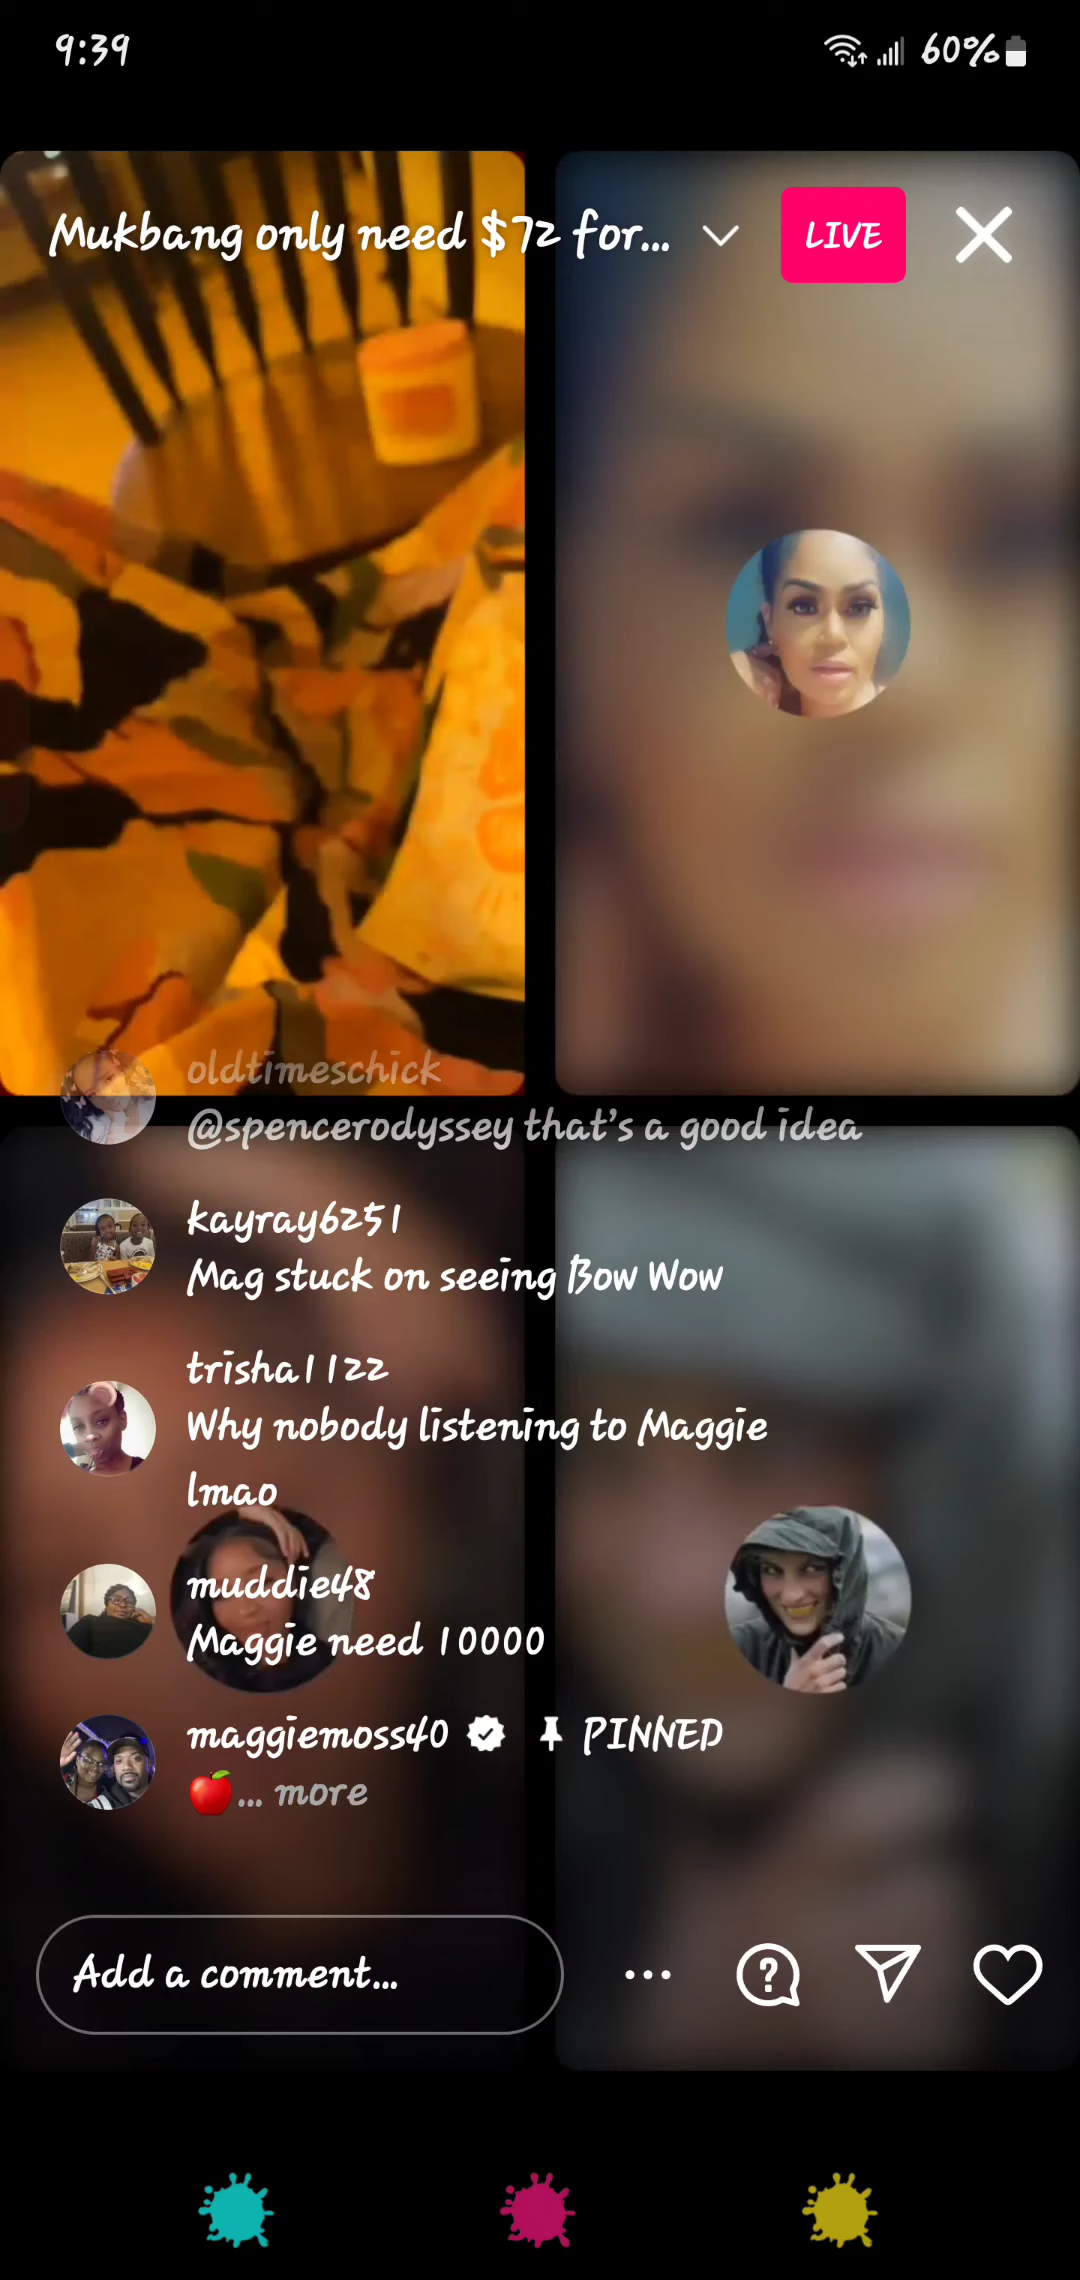 9:39
60%
Mukbang only need $72 for...
LIVE
oldtimeschick
@spencerodyssey that's a good idea
kayray6251
Mag stuck on seeing Bow Wow
trisha1122
Why nobody listening to Maggie
lmao
muddie48
Maggie need 10000
maggiemoss40 PINNED
🍎... more
Add a comment...